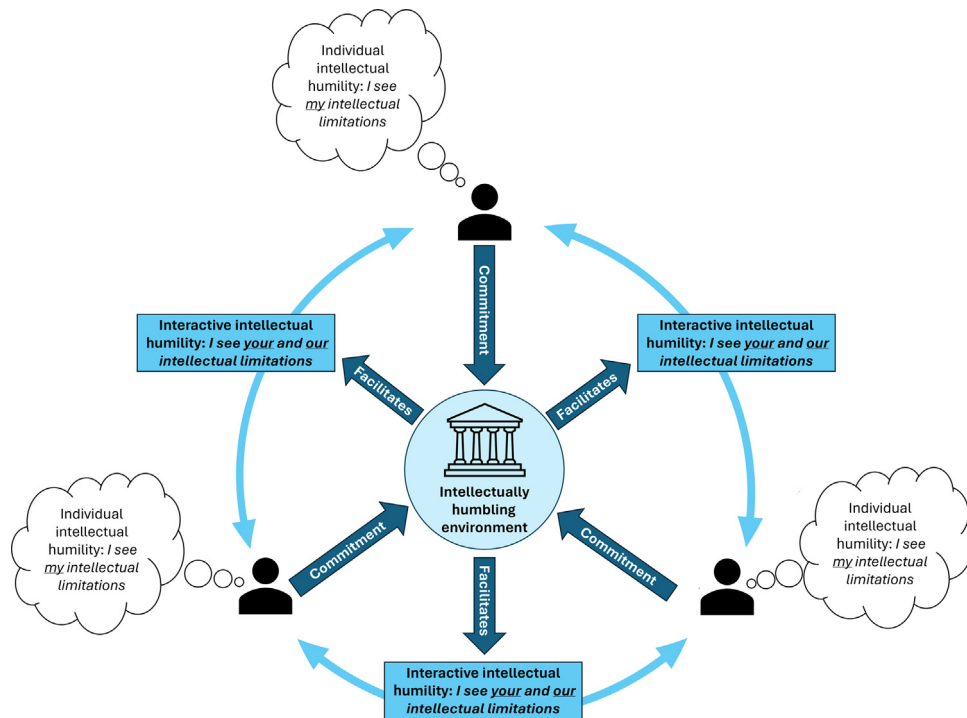 Individual
intellectual
humility: I see
my intellectual
limitations
Commitment
Interactive intellectual
humility: I see your and our
intellectual limitations
Interactive intellectual
humility: I see your and our
intellectual limitations
Facilitates
Facilitates
Intellectually
humbling
environment
Individual
intellectual
humility: I see
my intellectual
limitations
Commitment
Commitment
Individual
intellectual
humility: I see
my intellectual
limitations
Facilitates
Interactive intellectual
humility: I see your and our
intellectual limitations